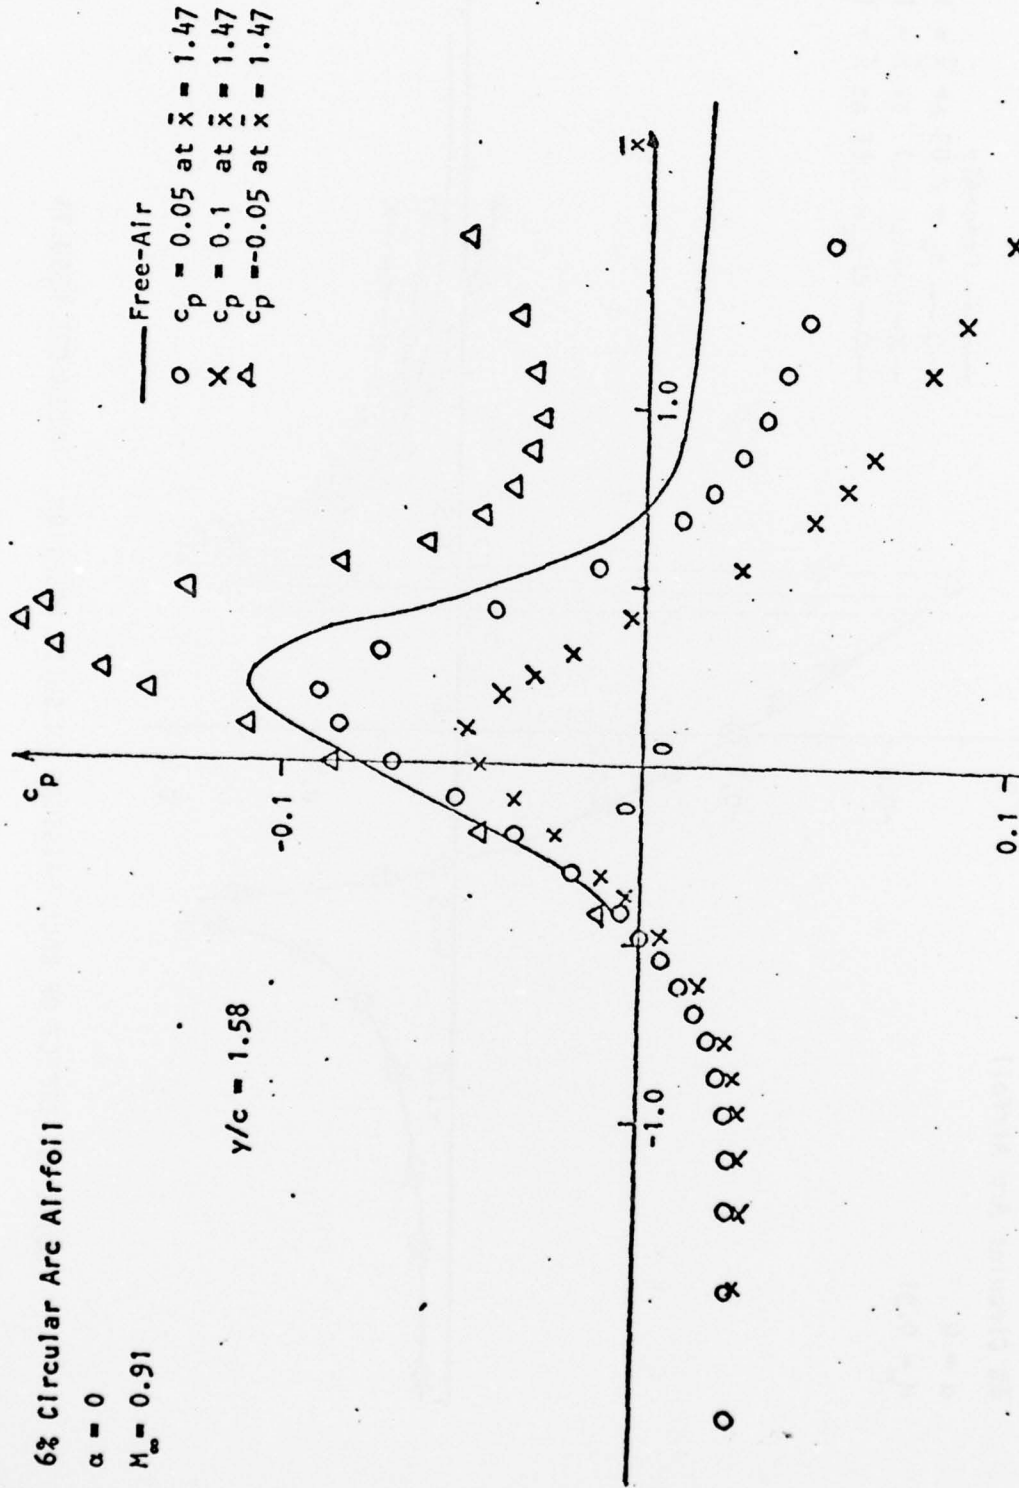 6% Circular Arc Airfoil
α = 0
M∞ = 0.91
y/c = 1.58
Free-Air
O cp = 0.05 at x̄ = 1.47
X cp = 0.1 at x̄ = 1.47
Δ cp =-0.05 at x̄ = 1.47
cp
-0.1
0.1
-1.0
0
0
1.0
x̄